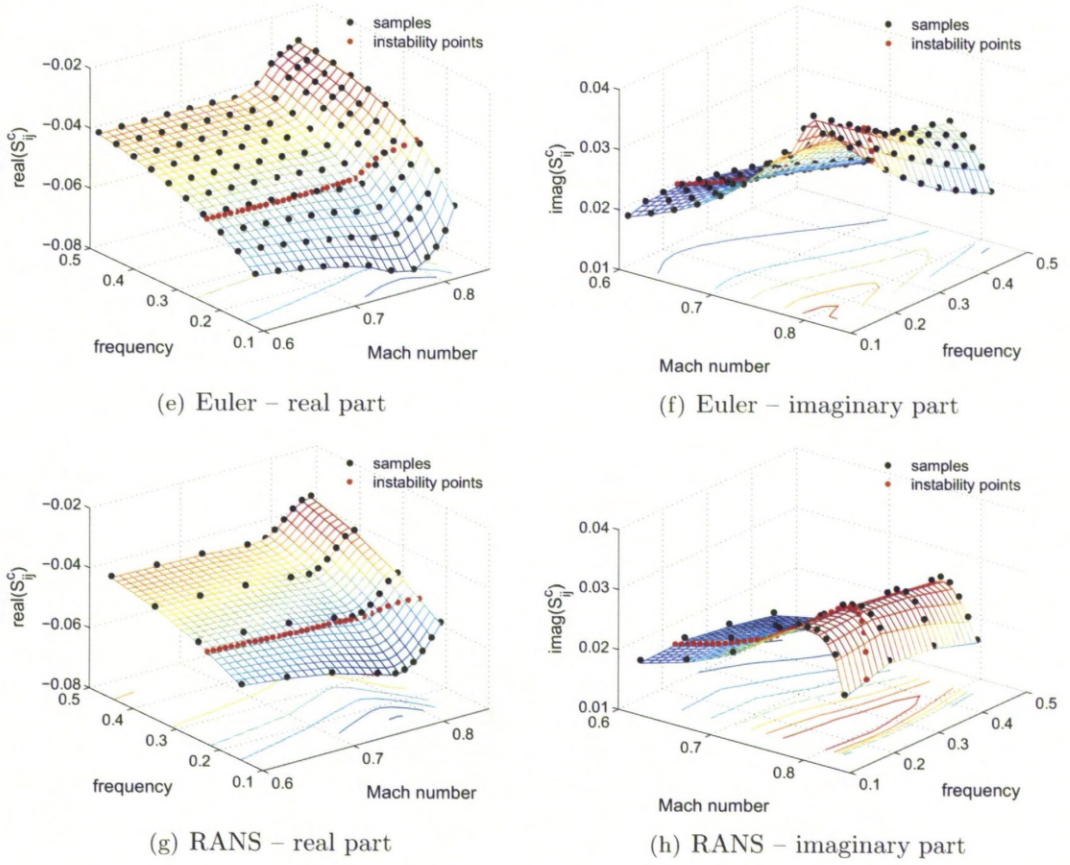 samples
instability points
−0.02
−0.04
−0.06
−0.08
real(S^c_ij)
0.5
0.4
0.3
0.2
0.1
frequency
0.6
0.7
0.8
Mach number
(e) Euler – real part
samples
instability points
0.04
0.03
0.02
0.01
imag(S^c_ij)
0.6
0.7
0.8
Mach number
0.1
0.2
0.3
0.4
0.5
frequency
(f) Euler – imaginary part
samples
instability points
−0.02
−0.04
−0.06
−0.08
real(S^c_ij)
0.5
0.4
0.3
0.2
0.1
frequency
0.6
0.7
0.8
Mach number
(g) RANS – real part
samples
instability points
0.04
0.03
0.02
0.01
imag(S^c_ij)
0.6
0.7
0.8
Mach number
0.1
0.2
0.3
0.4
0.5
frequency
(h) RANS – imaginary part